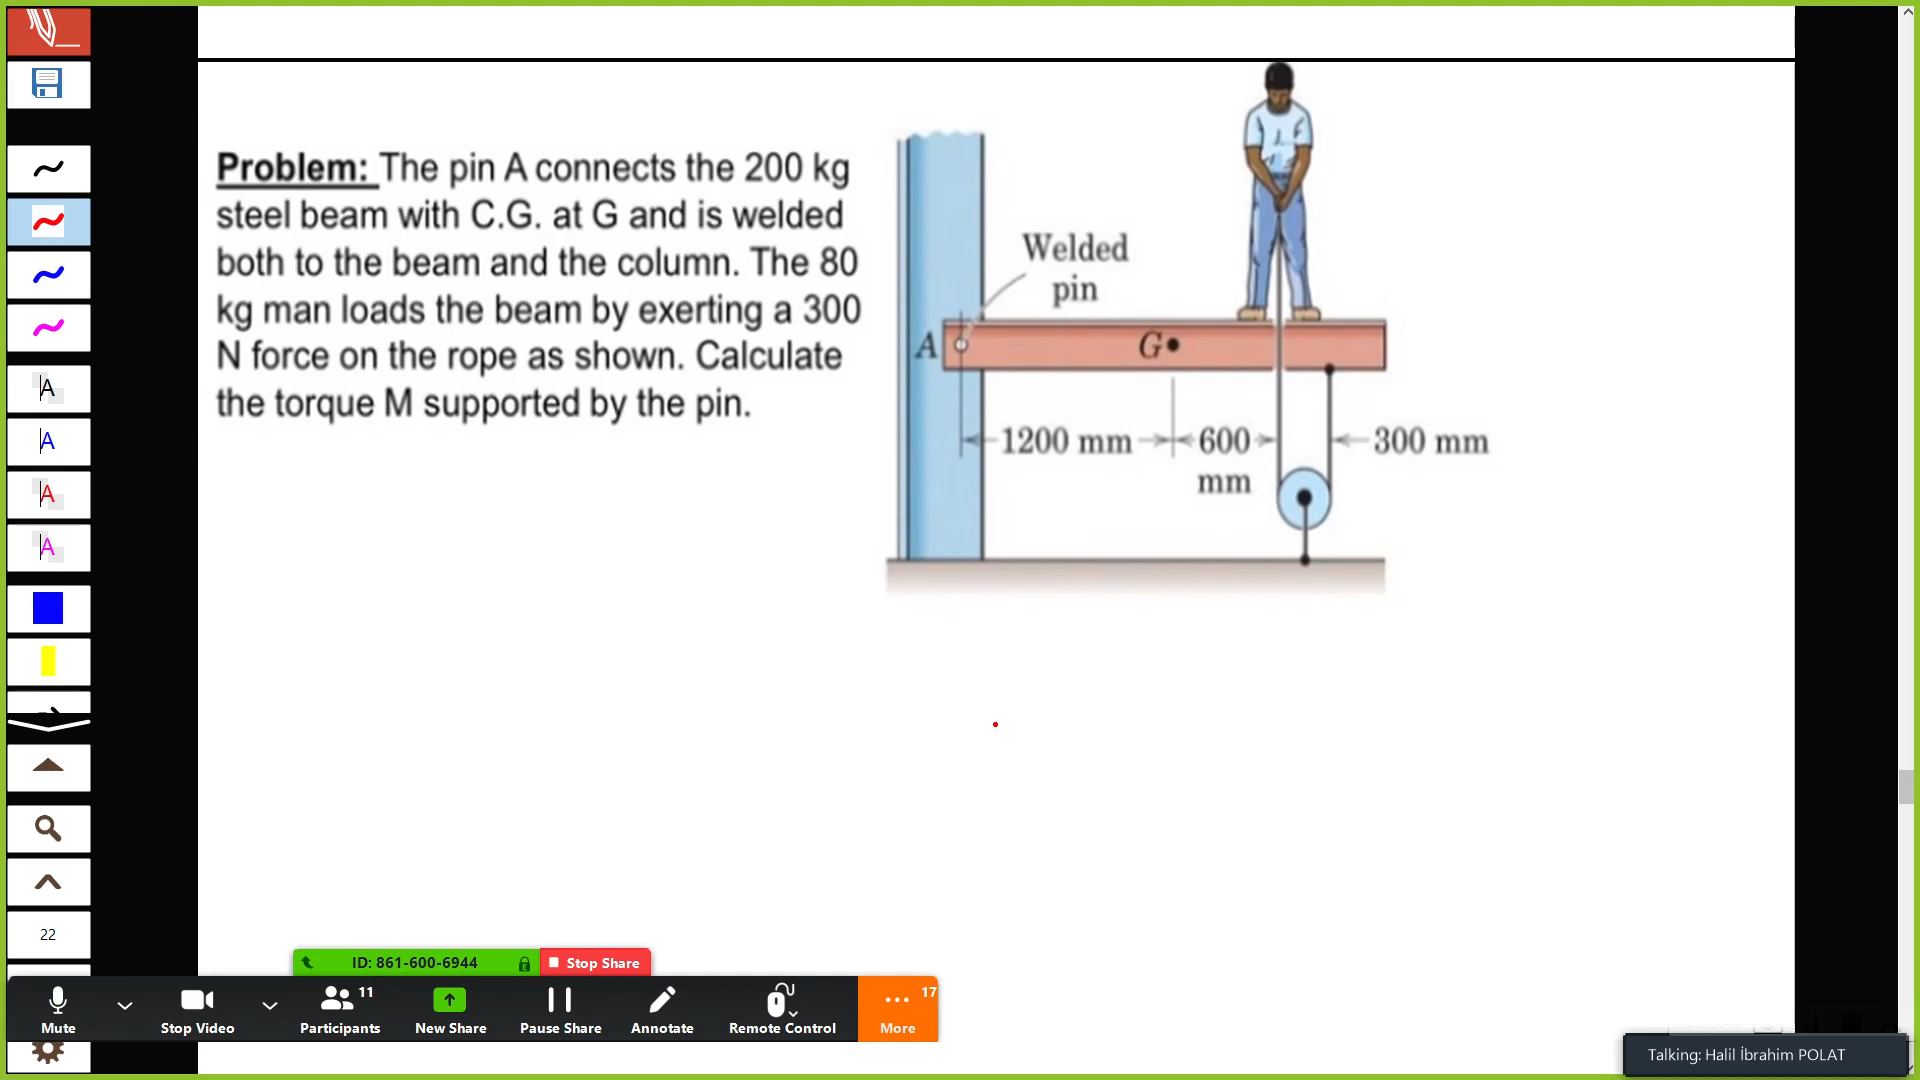 Problem: The pin A connects the 200 kg
steel beam with C.G. at G and is welded
both to the beam and the column. The 80
kg man loads the beam by exerting a 300
N force on the rope as shown. Calculate
the torque M supported by the pin.
Welded
pin
A
G
1200 mm
600
mm
300 mm
A
A
A
A
22
ID: 861-600-6944
Stop Share
Mute
Stop Video
Participants
11
New Share
Pause Share
Annotate
Remote Control
More
17
Talking: Halil İbrahim POLAT